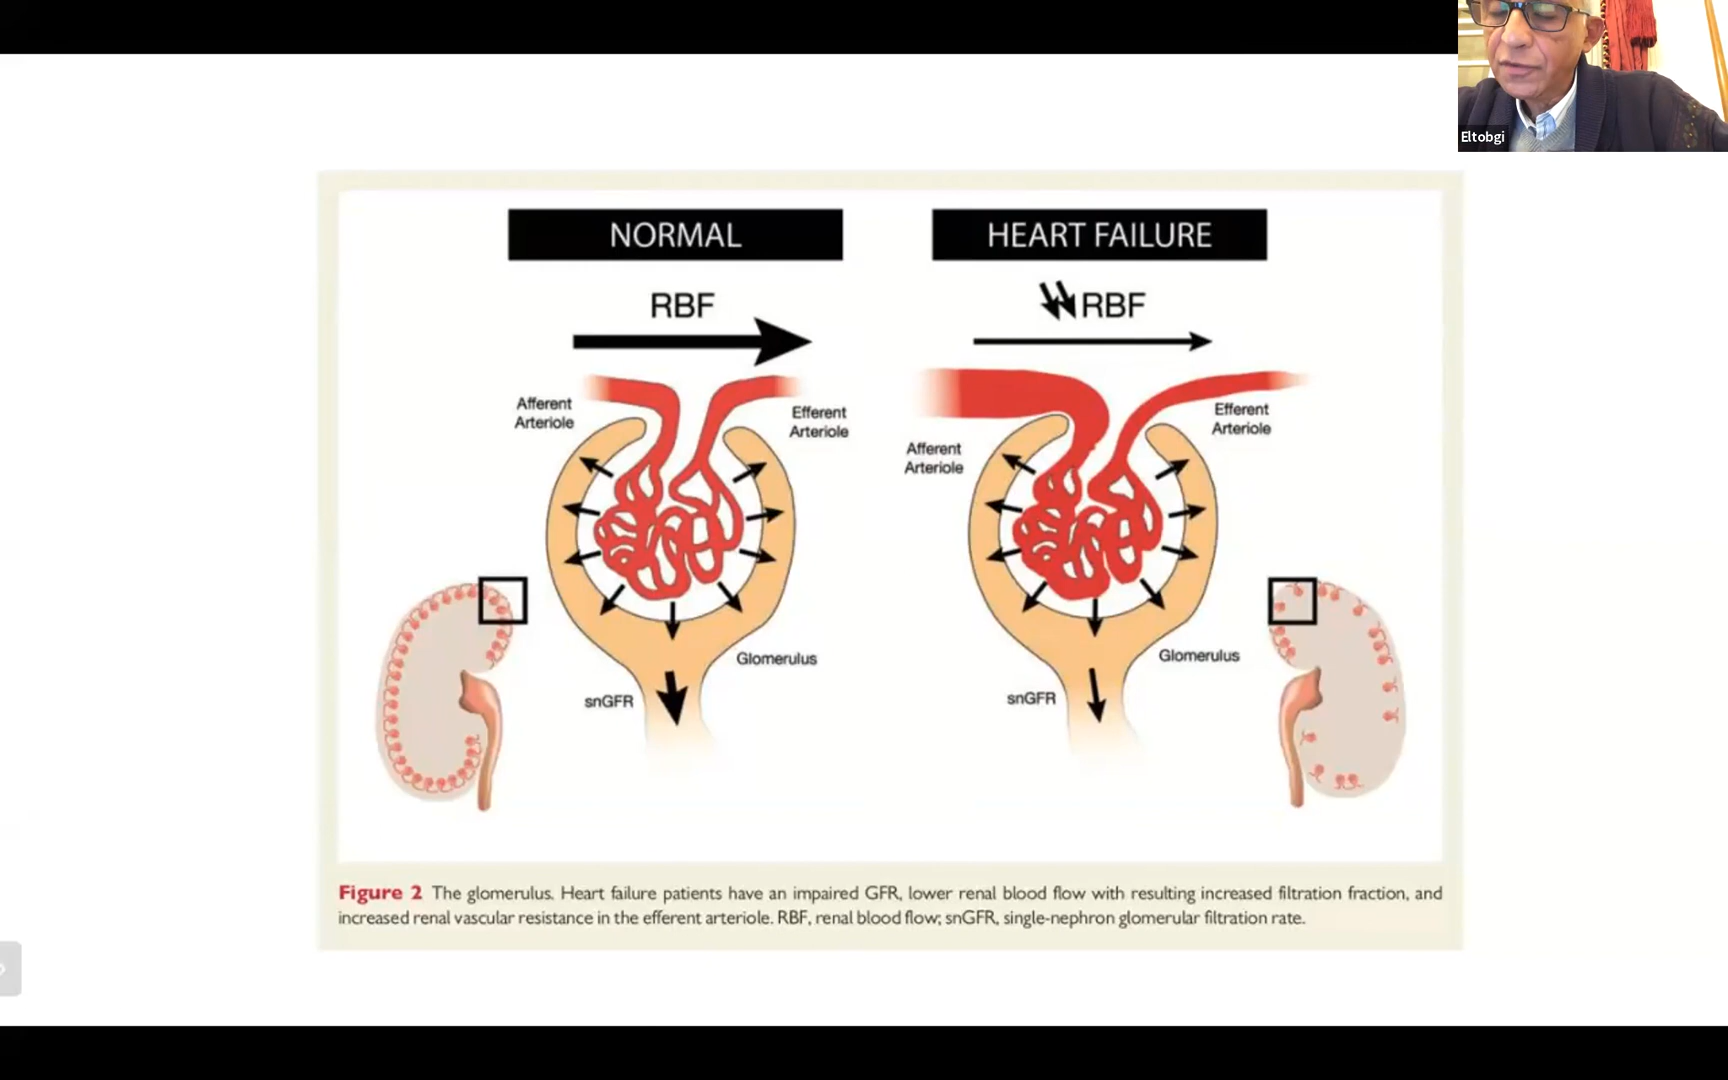 Eltobgi
NORMAL
HEART FAILURE
RBF
RBF
Afferent
Arteriole
Efferent
Arteriole
Afferent
Arteriole
Efferent
Arteriole
Glomerulus
snGFR
Glomerulus
snGFR
Figure 2 The glomerulus. Heart failure patients have an impaired GFR, lower renal blood flow with resulting increased filtration fraction, and
increased renal vascular resistance in the efferent arteriole. RBF, renal blood flow; snGFR, single-nephron glomerular filtration rate.